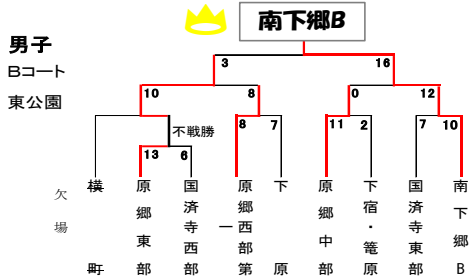 南下郷B
男子
Bコート
東公園
3
16
10
8
0
12
不戦勝
8
7
11
2
7
10
13
6
欠場
横町
原郷東部
国済寺西部
原郷西部第一
下原
原郷中部
下宿・篭原
国済寺東部
南下郷B